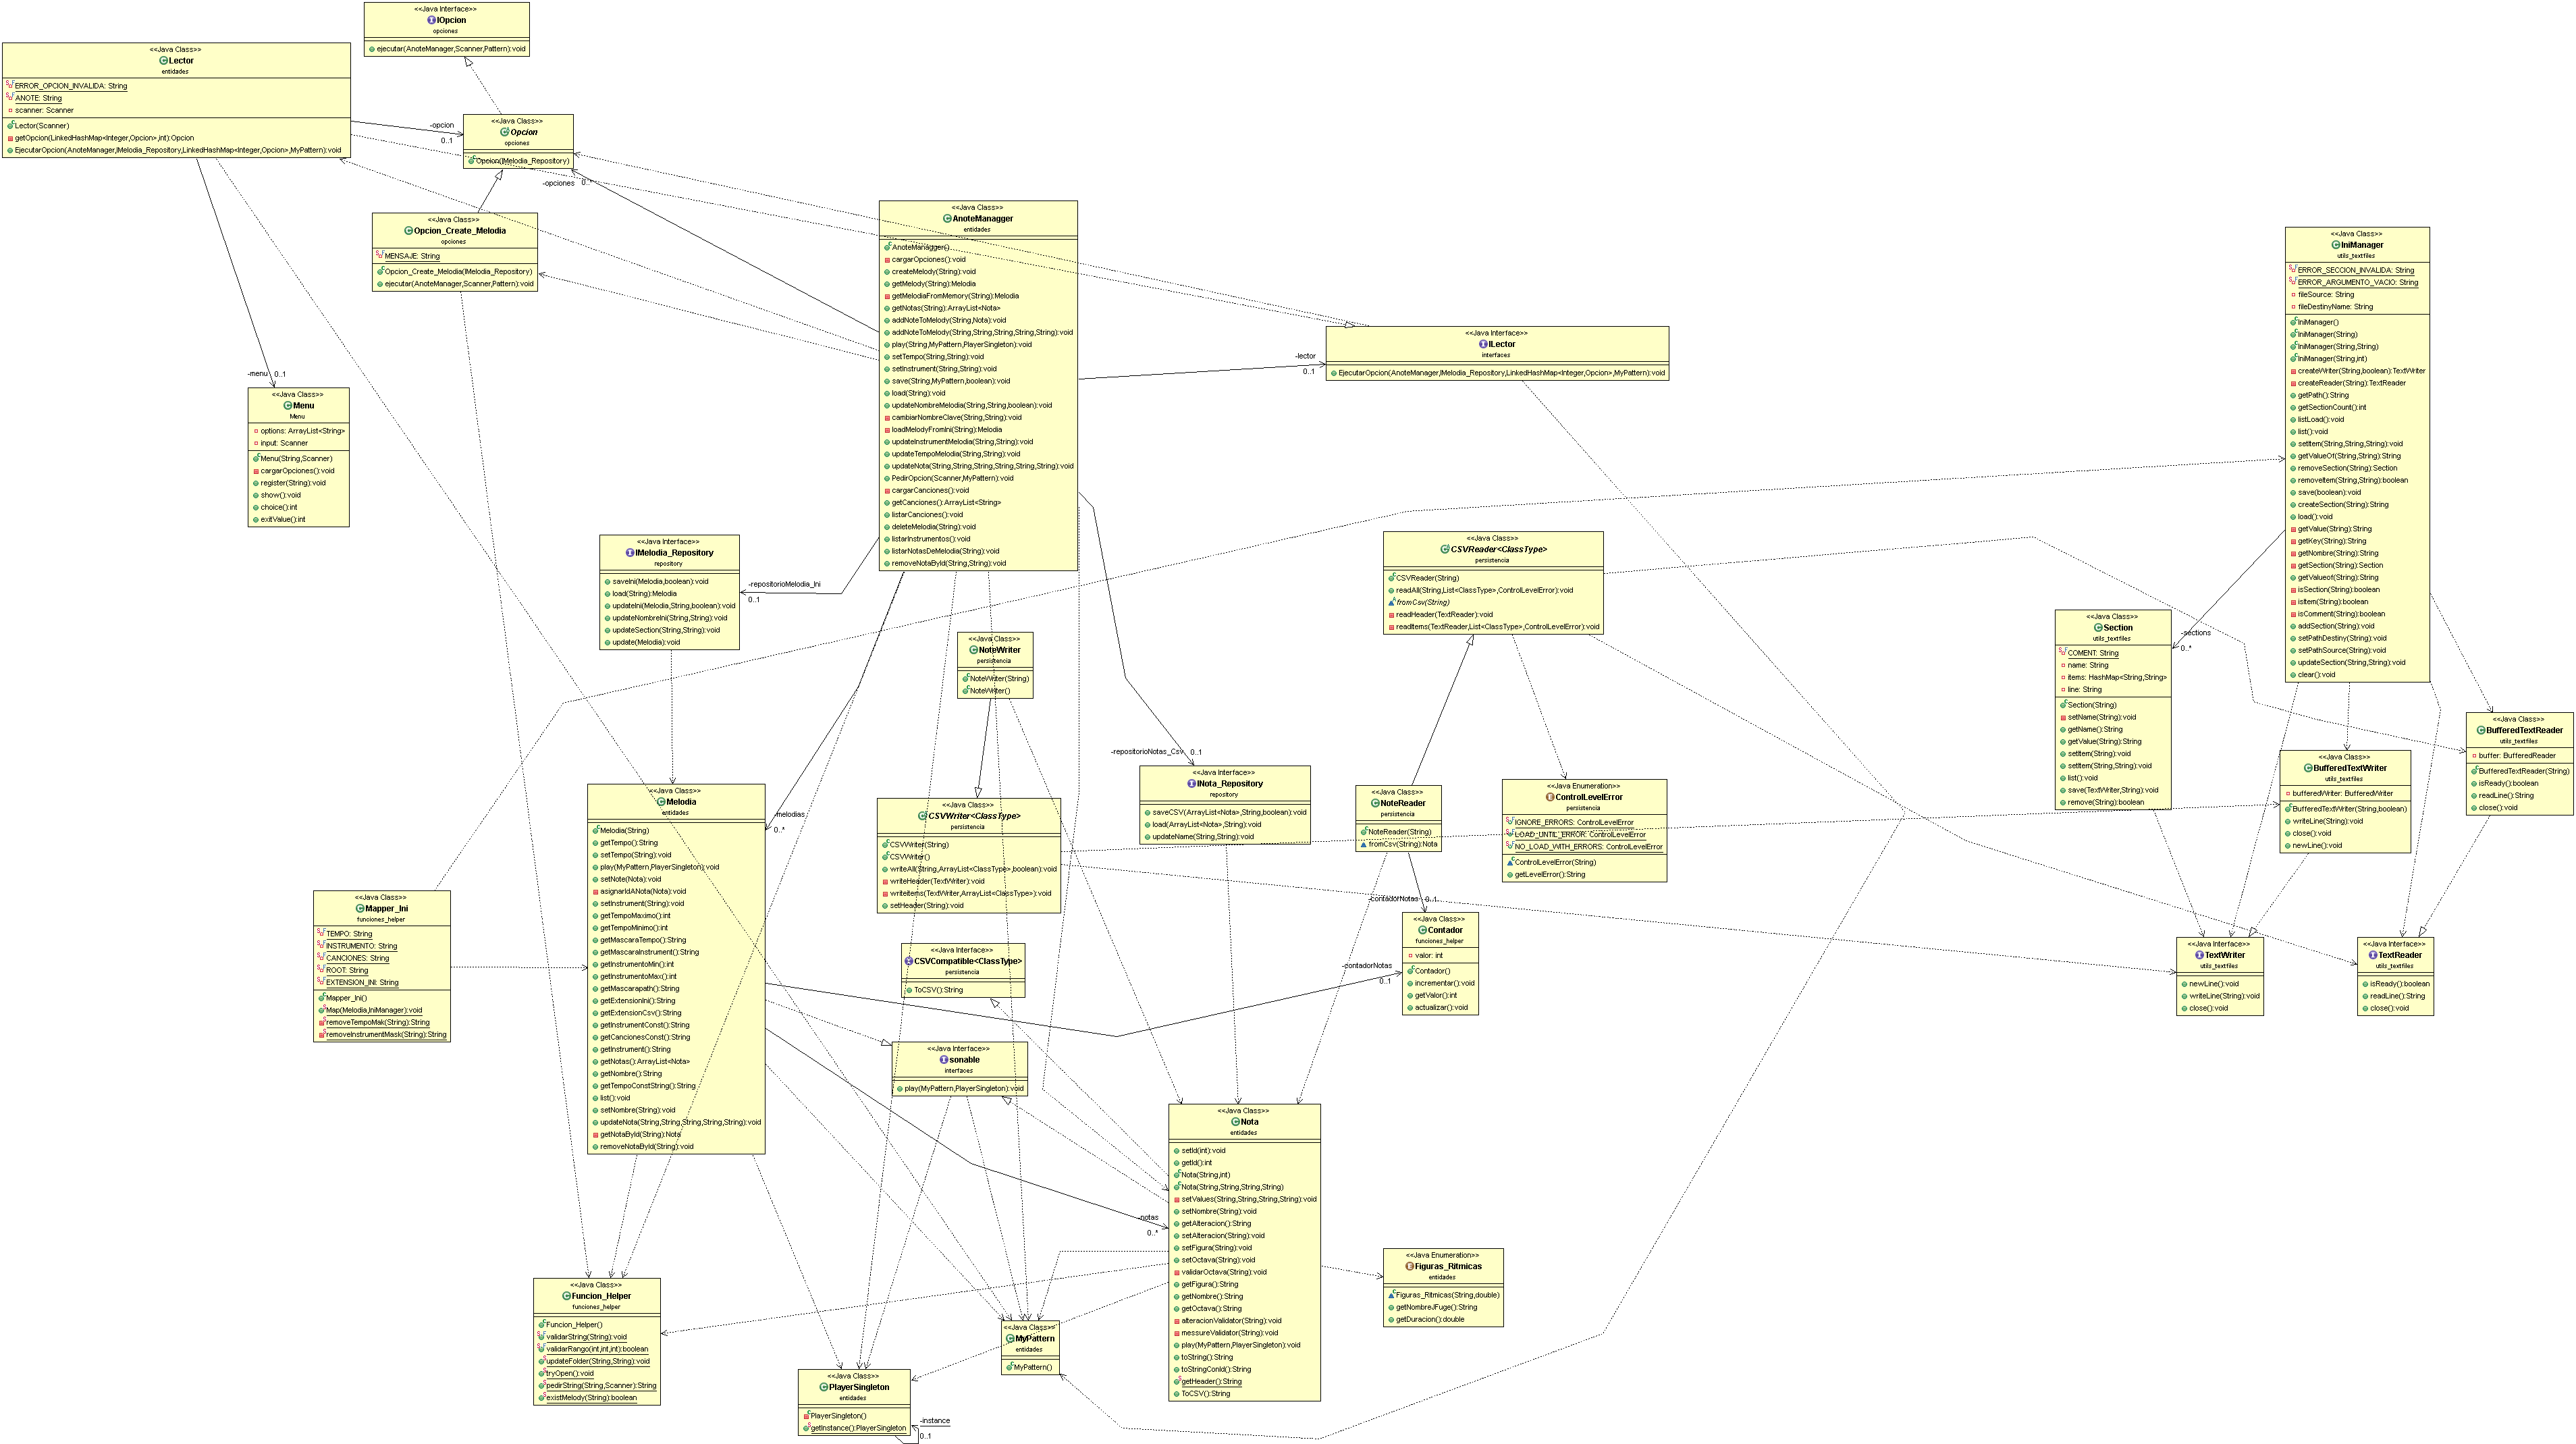 <<Java Interface>>
IOpcion
opciones
ejecutar(AnoteManager,Scanner,Pattern):void
<<Java Class>>
Lector
entidades
ERROR_OPCION_INVALIDA: String
ANOTE: String
scanner: Scanner
Lector(Scanner)
getOpcion(LinkedHashMap<Integer,Opcion>,int):Opcion
EjecutarOpcion(AnoteManager,IMelodia_Repository,LinkedHashMap<Integer,Opcion>,MyPattern):void
-opcion
0..1
<<Java Class>>
Opcion
opciones
Opcion(IMelodia_Repository)
-opciones
0..*
<<Java Class>>
Opcion_Create_Melodia
opciones
MENSAJE: String
Opcion_Create_Melodia(IMelodia_Repository)
ejecutar(AnoteManager,Scanner,Pattern):void
-menu
0..1
<<Java Class>>
Menu
Menu
options: ArrayList<String>
input: Scanner
Menu(String,Scanner)
cargarOpciones():void
register(String):void
show():void
choice():int
exitValue():int
<<Java Class>>
AnoteManagger
entidades
AnoteManagger()
cargarOpciones():void
createMelody(String):void
getMelody(String):Melodia
getMelodiaFromMemory(String):Melodia
getNotas(String):ArrayList<Nota>
addNoteToMelody(String,Nota):void
addNoteToMelody(String,String,String,String,String):void
play(String,MyPattern,PlayerSingleton):void
setTempo(String,String):void
setInstrument(String,String):void
save(String,MyPattern,boolean):void
load(String):void
updateNombreMelodia(String,String,boolean):void
cambiarNombreClave(String,String):void
loadMelodyFromIni(String):Melodia
updateInstrumentMelodia(String,String):void
updateTempoMelodia(String,String):void
updateNota(String,String,String,String,String,String):void
PedirOpcion(Scanner,MyPattern):void
cargarCanciones():void
getCanciones():ArrayList<String>
listarCanciones():void
deleteMelodia(String):void
listarInstrumentos():void
listarNotasDeMelodia(String):void
removeNotaById(String,String):void
-lector
0..1
<<Java Interface>>
ILector
interfaces
EjecutarOpcion(AnoteManager,IMelodia_Repository,LinkedHashMap<Integer,Opcion>,MyPattern):void
<<Java Class>>
IniManager
utils_textfiles
ERROR_SECCION_INVALIDA: String
ERROR_ARGUMENTO_VACIO: String
fileSource: String
fileDestinyName: String
IniManager()
IniManager(String)
IniManager(String,String)
IniManager(String,int)
createWriter(String,boolean):TextWriter
createReader(String):TextReader
getPath():String
getSectionCount():int
listLoad():void
list():void
setItem(String,String,String):void
getValueOf(String,String):String
removeSection(String):Section
removeItem(String,String):boolean
save(boolean):void
createSection(String):String
load():void
getValue(String):String
getKey(String):String
getNombre(String):String
getSection(String):Section
getValueof(String):String
isSection(String):boolean
isItem(String):boolean
isComment(String):boolean
addSection(String):void
setPathDestiny(String):void
setPathSource(String):void
updateSection(String,String):void
clear():void
<<Java Interface>>
IMelodia_Repository
repository
saveIni(Melodia,boolean):void
load(String):Melodia
updateIni(Melodia,String,boolean):void
updateNombreIni(String,String):void
updateSection(String,String):void
update(Melodia):void
-repositorioMelodia_Ini
0..1
<<Java Class>>
CSVReader<ClassType>
persistencia
CSVReader(String)
readAll(String,List<ClassType>,ControlLevelError):void
fromCsv(String)
readHeader(TextReader):void
readItems(TextReader,List<ClassType>,ControlLevelError):void
<<Java Class>>
NoteWriter
persistencia
NoteWriter(String)
NoteWriter()
<<Java Class>>
Section
utils_textfiles
COMENT: String
name: String
items: HashMap<String,String>
line: String
Section(String)
setName(String):void
getName():String
getValue(String):String
setItem(String):void
setItem(String,String):void
list():void
save(TextWriter,String):void
remove(String):boolean
-sections
0..*
<<Java Class>>
BufferedTextReader
utils_textfiles
buffer: BufferedReader
BufferedTextReader(String)
isReady():boolean
readLine():String
close():void
<<Java Class>>
BufferedTextWriter
utils_textfiles
bufferedWriter: BufferedWriter
BufferedTextWriter(String,boolean)
writeLine(String):void
close():void
newLine():void
-repositorioNotas_Csv
0..1
<<Java Interface>>
INota_Repository
repository
saveCSV(ArrayList<Nota>,String,boolean):void
load(ArrayList<Nota>,String):void
updateName(String,String):void
<<Java Class>>
NoteReader
persistencia
NoteReader(String)
fromCsv(String):Nota
<<Java Enumeration>>
ControlLevelError
persistencia
IGNORE_ERRORS: ControlLevelError
LOAD_UNTIL_ERROR: ControlLevelError
NO_LOAD_WITH_ERRORS: ControlLevelError
ControlLevelError(String)
getLevelError():String
<<Java Class>>
Melodia
entidades
Melodia(String)
getTempo():String
setTempo(String):void
play(MyPattern,PlayerSingleton):void
setNote(Nota):void
asignarIdANota(Nota):void
setInstrument(String):void
getTempoMaximo():int
getTempoMinimo():int
getMascaraTempo():String
getMascaraInstrument():String
getInstrumentoMin():int
getInstrumentoMax():int
getMascarapath():String
getExtensionIni():String
getExtensionCsv():String
getInstrumentConst():String
getCancionesConst():String
getInstrument():String
getNotas():ArrayList<Nota>
getNombre():String
getTempoConstString():String
list():void
setNombre(String):void
updateNota(String,String,String,String,String):void
getNotaById(String):Nota
removeNotaById(String):void
-melodias
0..*
<<Java Class>>
CSVWriter<ClassType>
persistencia
CSVWriter(String)
CSVWriter()
writeAll(String,ArrayList<ClassType>,boolean):void
writeHeader(TextWriter):void
writeitems(TextWriter,ArrayList<ClassType>):void
setHeader(String):void
<<Java Class>>
Mapper_Ini
funciones_helper
TEMPO: String
INSTRUMENTO: String
CANCIONES: String
ROOT: String
EXTENSION_INI: String
Mapper_Ini()
Map(Melodia,IniManager):void
removeTempoMak(String):String
removeInstrumentMask(String):String
-contadorNotas
0..1
<<Java Class>>
Contador
funciones_helper
valor: int
Contador()
incrementar():void
getValor():int
actualizar():void
-contadorNotas
0..1
<<Java Interface>>
CSVCompatible<ClassType>
persistencia
ToCSV():String
<<Java Interface>>
TextWriter
utils_textfiles
newLine():void
writeLine(String):void
close():void
<<Java Interface>>
TextReader
utils_textfiles
isReady():boolean
readLine():String
close():void
<<Java Interface>>
sonable
interfaces
play(MyPattern,PlayerSingleton):void
<<Java Class>>
Nota
entidades
setId(int):void
getId():int
Nota(String,int)
Nota(String,String,String,String)
setValues(String,String,String,String):void
setNombre(String):void
getAlteracion():String
setAlteracion(String):void
setFigura(String):void
setOctava(String):void
validarOctava(String):void
getFigura():String
getNombre():String
getOctava():String
alteracionValidator(String):void
messureValidator(String):void
play(MyPattern,PlayerSingleton):void
toString():String
toStringConId():String
getHeader():String
ToCSV():String
-notas
0..*
<<Java Enumeration>>
Figuras_Ritmicas
entidades
Figuras_Ritmicas(String,double)
getNombreJFuge():String
getDuracion():double
<<Java Class>>
Funcion_Helper
funciones_helper
Funcion_Helper()
validarString(String):void
validarRango(int,int,int):boolean
updateFolder(String,String):void
tryOpen():void
pedirString(String,Scanner):String
existMelody(String):boolean
<<Java Class>>
MyPattern
entidades
MyPattern()
<<Java Class>>
PlayerSingleton
entidades
PlayerSingleton()
getInstance():PlayerSingleton
-instance
0..1